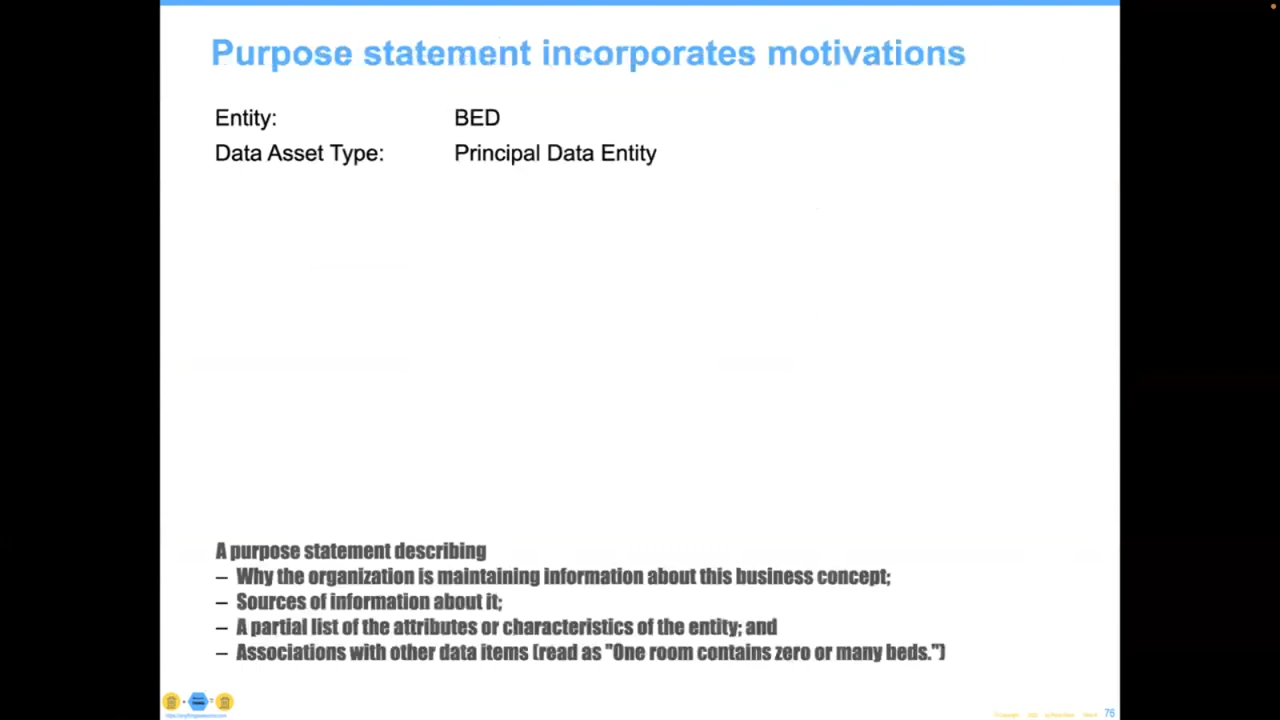 Purpose statement incorporates motivations
Entity: BED
Data Asset Type: Principal Data Entity
A purpose statement describing
– Why the organization is maintaining information about this business concept;
– Sources of information about it;
– A partial list of the attributes or characteristics of the entity; and
– Associations with other data items (read as "One room contains zero or many beds.")
75